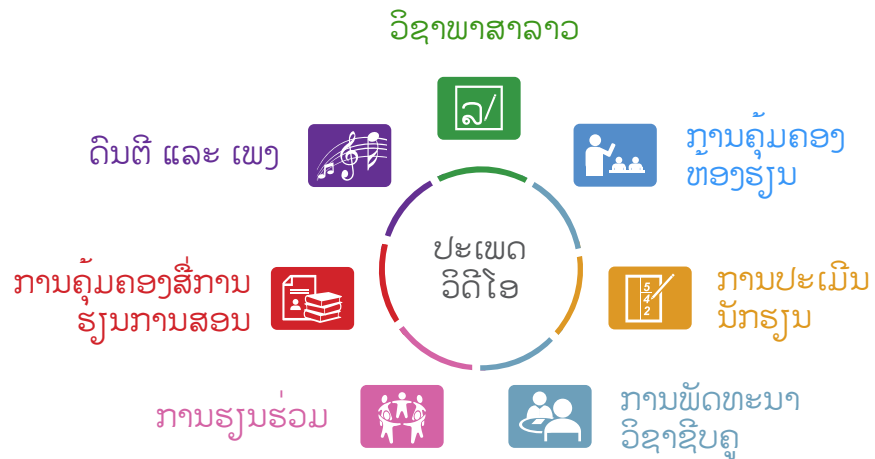 ວິຊາພາສາລາວ
ລ/
ດົນຕີ ແລະ ເພງ
ການຄຸ້ມຄອງ
ຫ້ອງຮຽນ
ປະເພດ
ວິດີໂອ
ການຄຸ້ມຄອງສື່ການ
ຮຽນການສອນ
ການປະເມີນ
ນັກຮຽນ
5
4
2
ການຮຽນຮ່ວມ
ການພັດທະນາ
ວິຊາຊີບຄູ